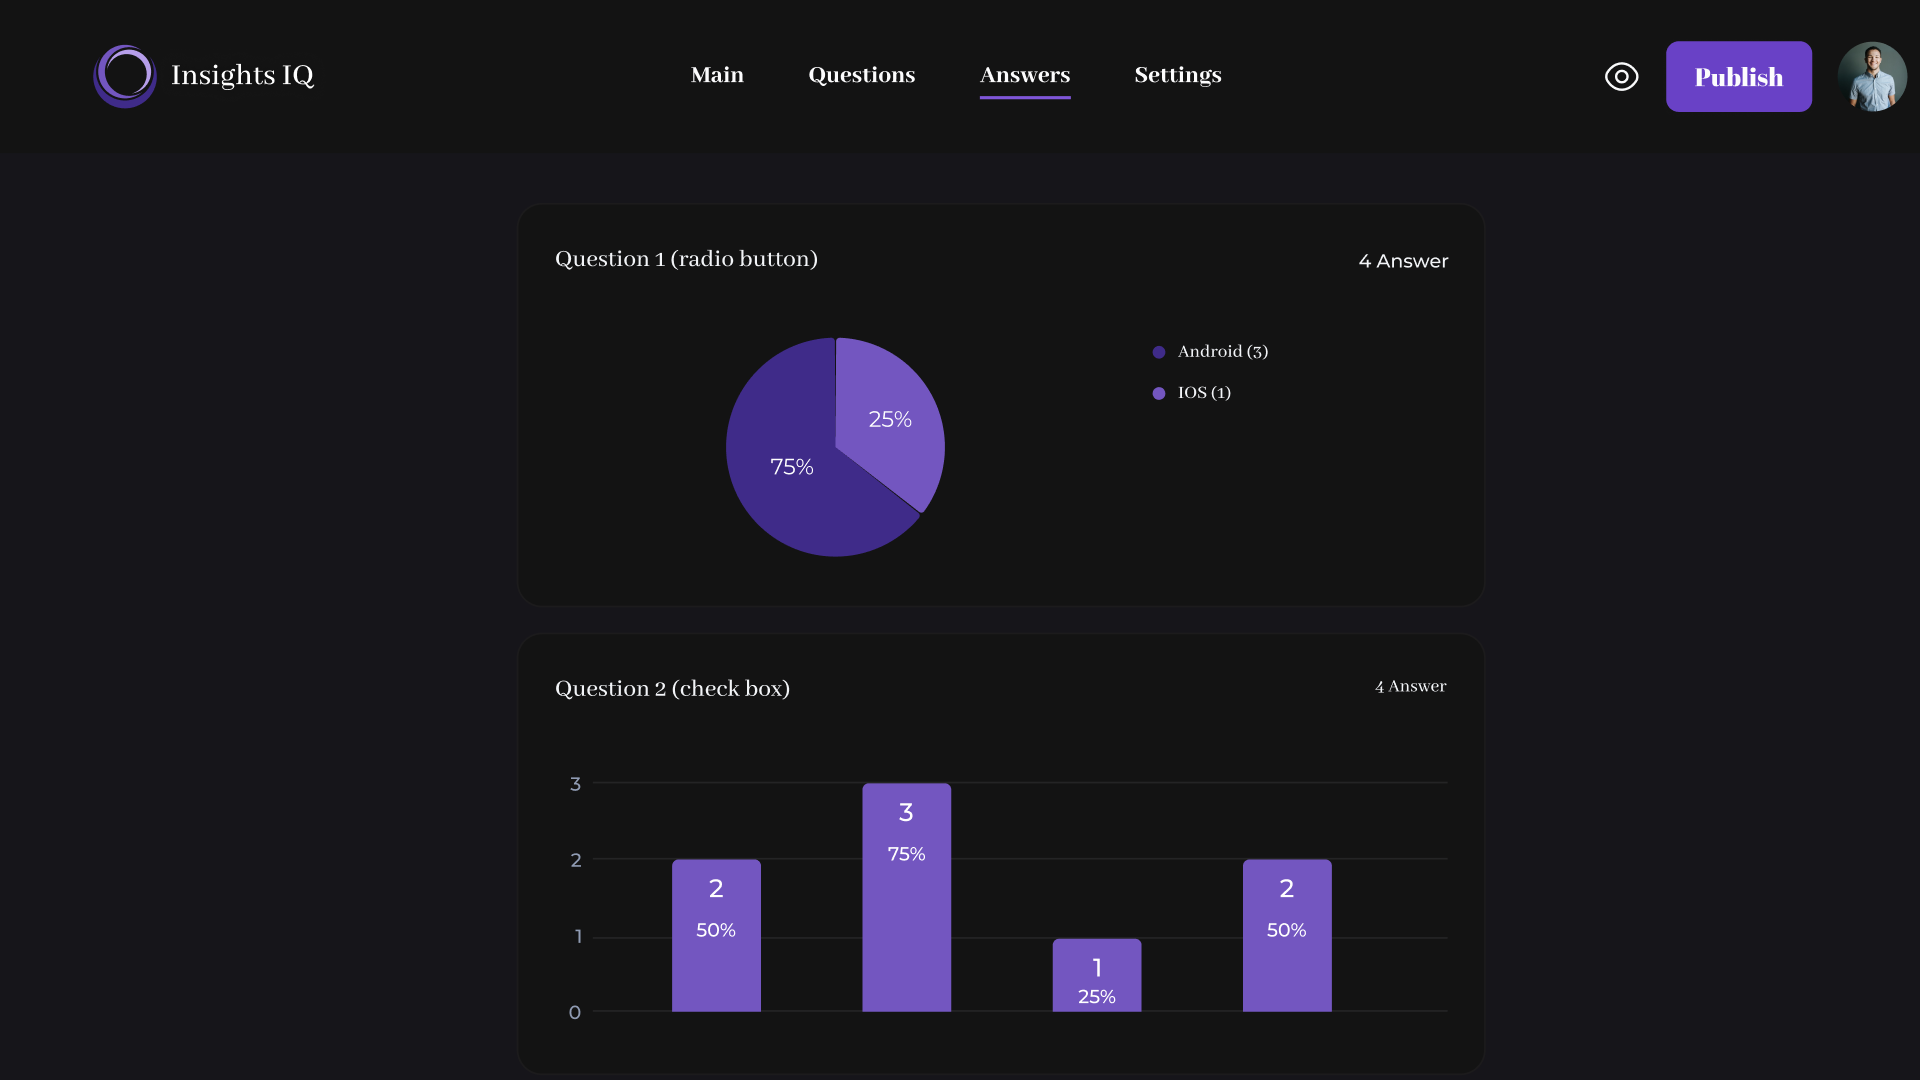 Insights IQ
Main
Questions
Answers
Settings
Publish
Question 1 (radio button)
4 Answer
25%
75%
Android (3)
IOS (1)
Question 2 (check box)
4 Answer
3
2
1
0
2
50%
3
75%
1
25%
2
50%